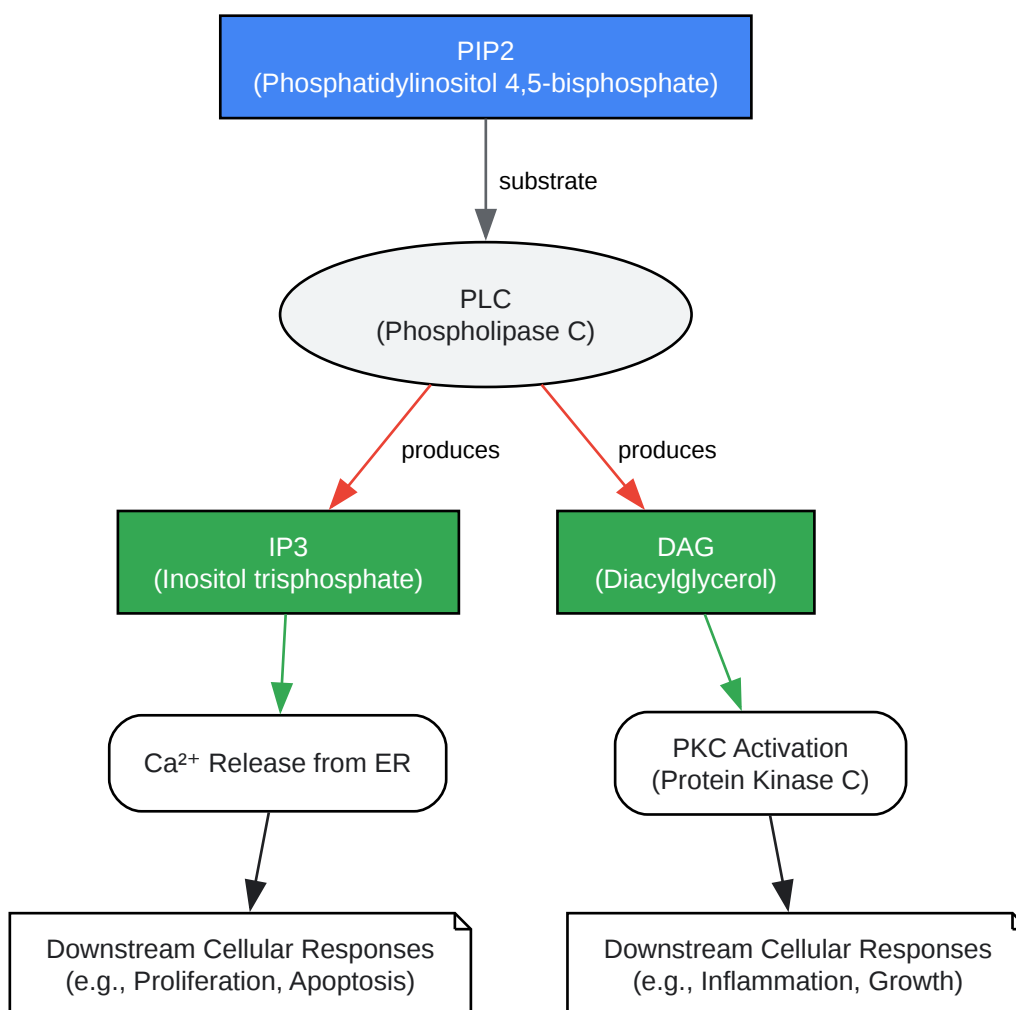 PIP2
(Phosphatidylinositol 4,5-bisphosphate)
substrate
PLC
(Phospholipase C)
produces
produces
IP3
(Inositol trisphosphate)
DAG
(Diacylglycerol)
Ca²⁺ Release from ER
PKC Activation
(Protein Kinase C)
Downstream Cellular Responses
(e.g., Proliferation, Apoptosis)
Downstream Cellular Responses
(e.g., Inflammation, Growth)